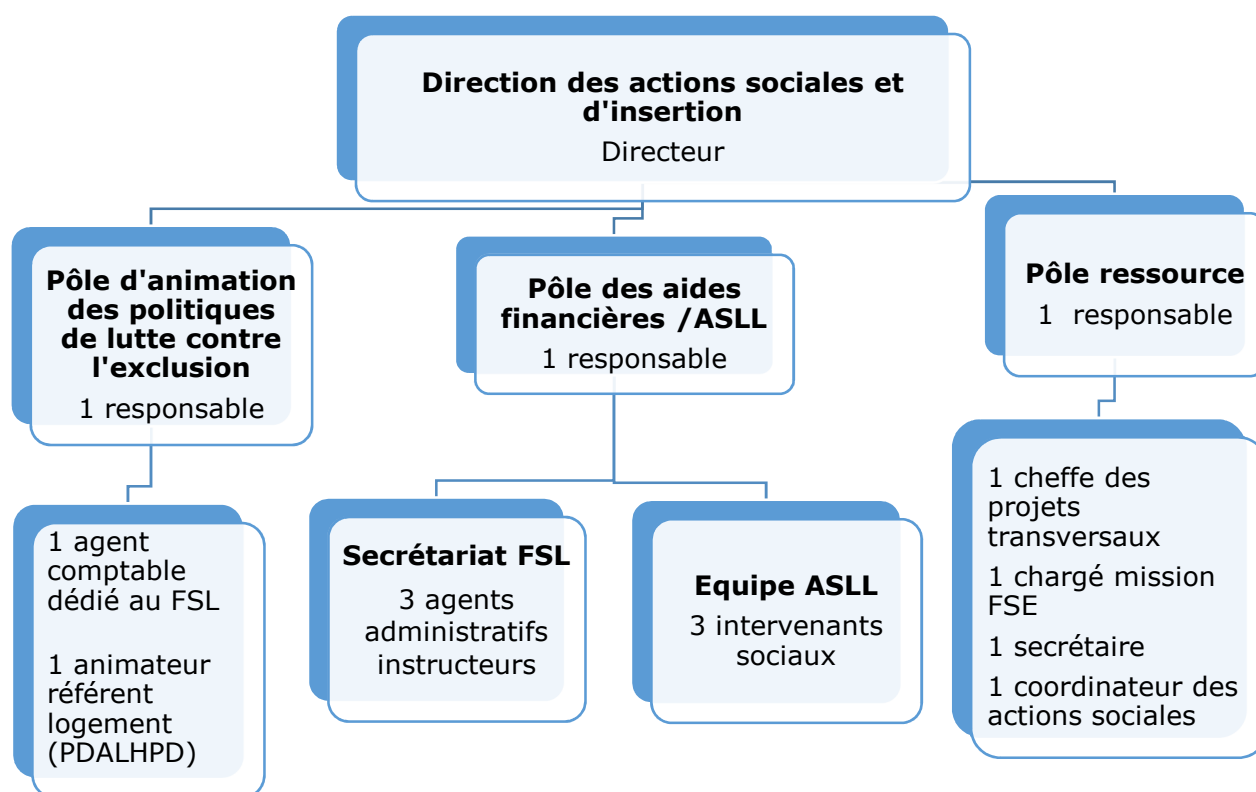 Direction des actions sociales et
d'insertion
Directeur
Pôle d'animation
des politiques
de lutte contre
l'exclusion
1 responsable
Pôle des aides
financières /ASLL
1 responsable
Pôle ressource
1 responsable
1 agent
comptable
dédié au FSL
1 animateur
référent
logement
(PDALHPD)
Secrétariat FSL
3 agents
administratifs
instructeurs
Equipe ASLL
3 intervenants
sociaux
1 cheffe des
projets
transversaux
1 chargé mission
FSE
1 secrétaire
1 coordinateur des
actions sociales